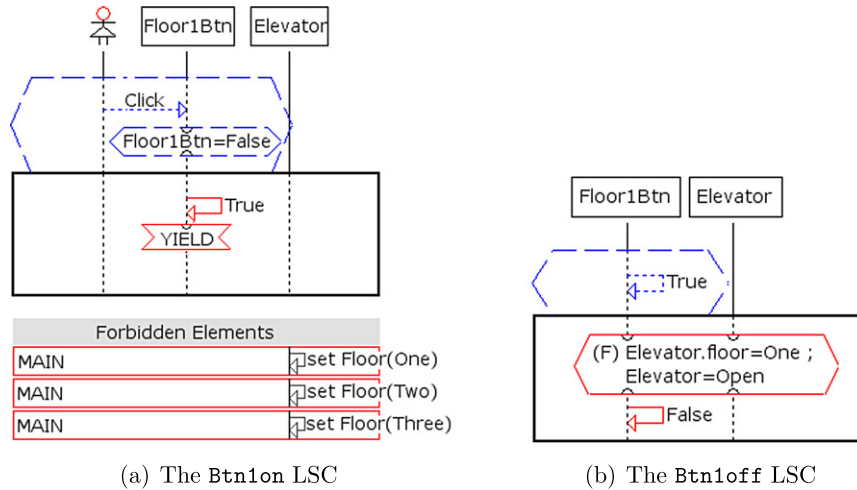 Floor1Btn Elevator
Click
Floor1Btn=False
True
YIELD
Forbidden Elements
MAIN set Floor(One)
MAIN set Floor(Two)
MAIN set Floor(Three)
(a) The Btn1on LSC
Floor1Btn Elevator
True
(F) Elevator.floor=One ;
Elevator=Open
False
(b) The Btn1off LSC